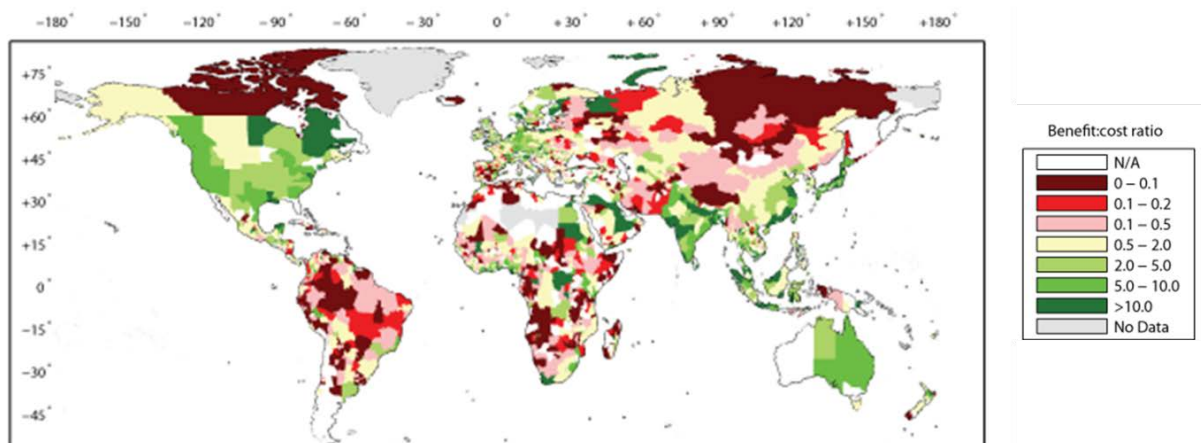 −180° −150° −120° −90° −60° −30° 0° +30° +60° +90° +120° +150° +180°
+75°
+60°
+45°
+30°
+15°
0°
−15°
−30°
−45°
Benefit:cost ratio
N/A
0 – 0.1
0.1 – 0.2
0.1 – 0.5
0.5 – 2.0
2.0 – 5.0
5.0 – 10.0
>10.0
No Data